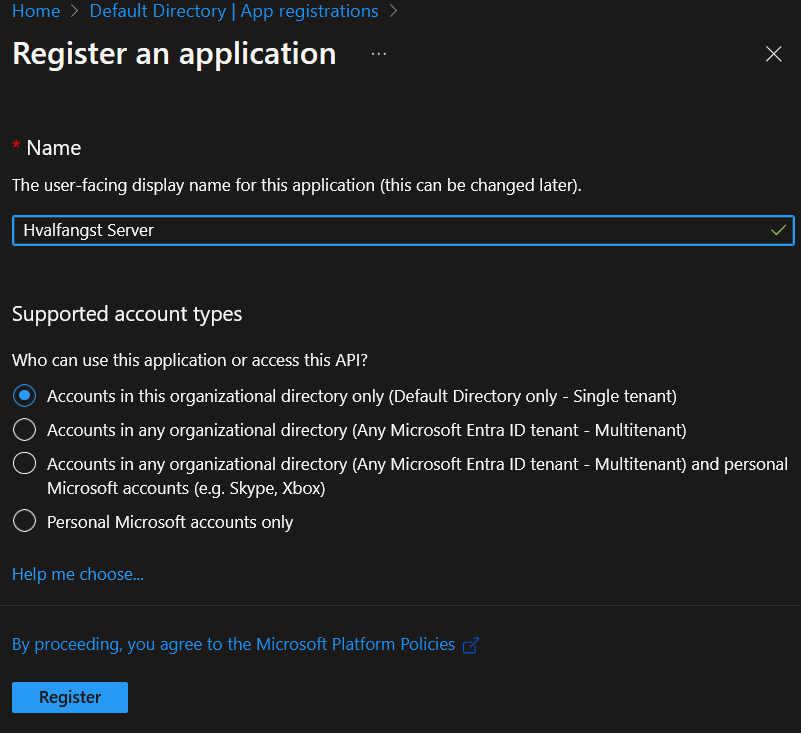 Home > Default Directory | App registrations >
Register an application ...
* Name
The user-facing display name for this application (this can be changed later).
Hvalfangst Server
Supported account types
Who can use this application or access this API?
Accounts in this organizational directory only (Default Directory only - Single tenant)
Accounts in any organizational directory (Any Microsoft Entra ID tenant - Multitenant)
Accounts in any organizational directory (Any Microsoft Entra ID tenant - Multitenant) and personal
Microsoft accounts (e.g. Skype, Xbox)
Personal Microsoft accounts only
Help me choose...
By proceeding, you agree to the Microsoft Platform Policies
Register